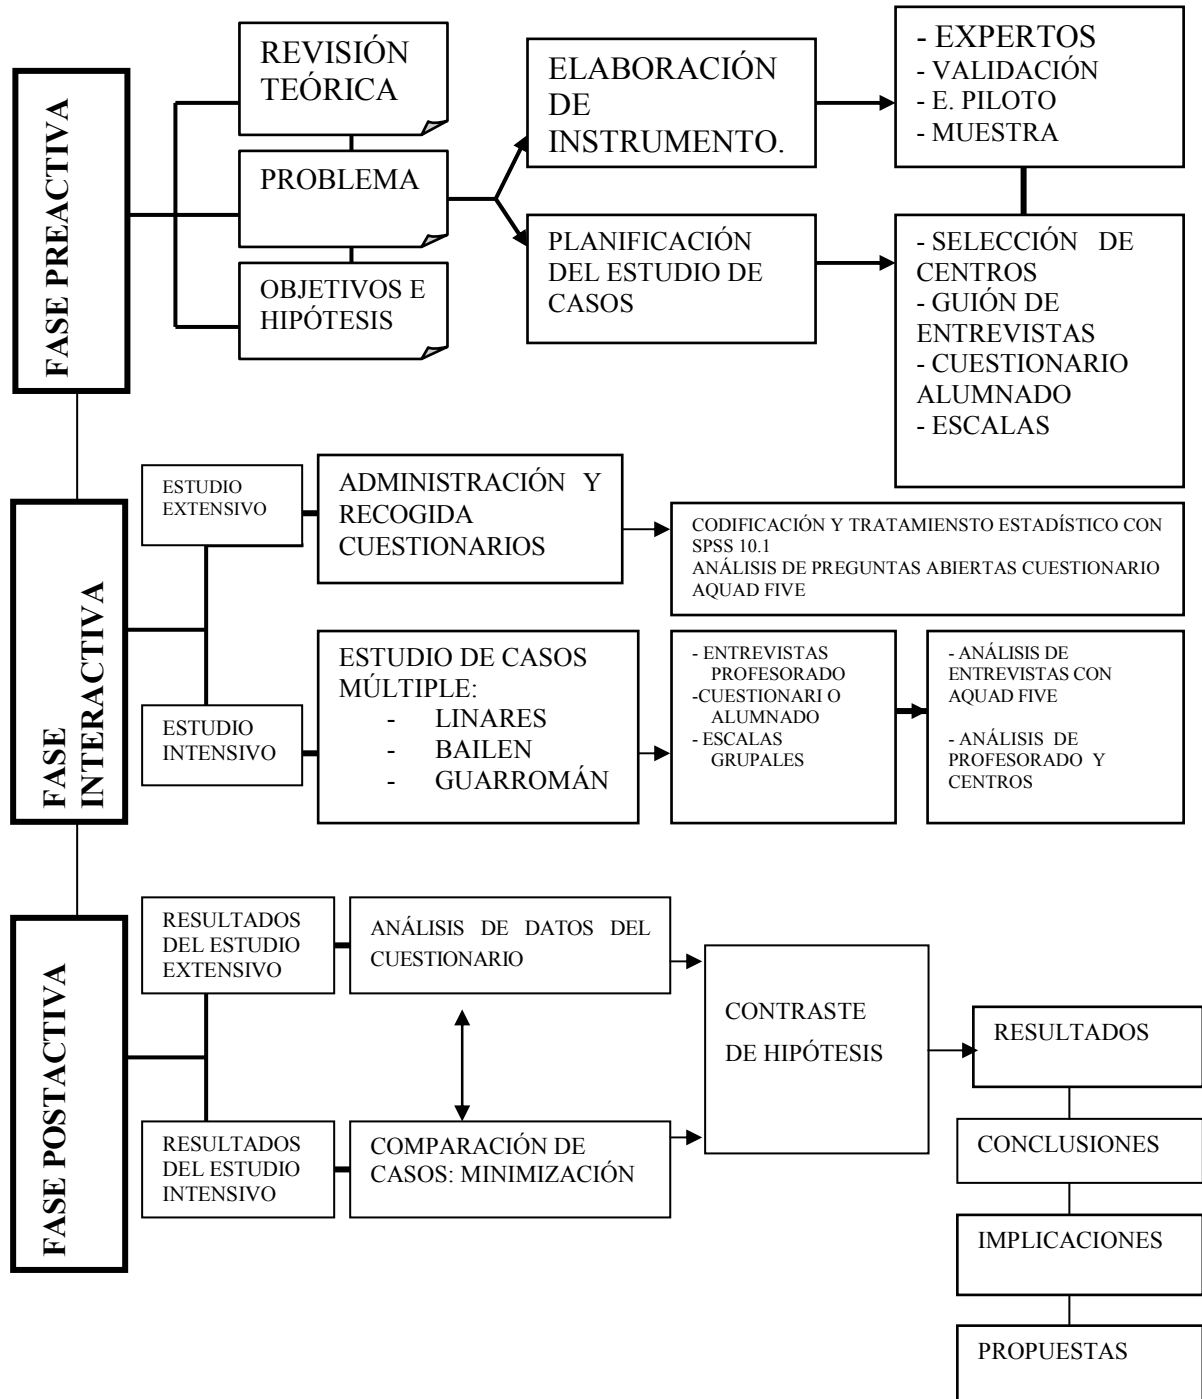 FASE PREACTIVA
REVISIÓN
TEÓRICA
PROBLEMA
OBJETIVOS E
HIPÓTESIS
ELABORACIÓN
DE
INSTRUMENTO.
PLANIFICACIÓN
DEL ESTUDIO DE
CASOS
- EXPERTOS
- VALIDACIÓN
- E. PILOTO
- MUESTRA
- SELECCIÓN DE
CENTROS
- GUIÓN DE
ENTREVISTAS
- CUESTIONARIO
ALUMNADO
- ESCALAS
FASE
INTERACTIVA
ESTUDIO
EXTENSIVO
ADMINISTRACIÓN Y
RECOGIDA
CUESTIONARIOS
CODIFICACIÓN Y TRATAMIENSTO ESTADÍSTICO CON
SPSS 10.1
ANÁLISIS DE PREGUNTAS ABIERTAS CUESTIONARIO
AQUAD FIVE
ESTUDIO
INTENSIVO
ESTUDIO DE CASOS
MÚLTIPLE:
- LINARES
- BAILEN
- GUARROMÁN
- ENTREVISTAS
PROFESORADO
-CUESTIONARI O
ALUMNADO
- ESCALAS
GRUPALES
- ANÁLISIS DE
ENTREVISTAS CON
AQUAD FIVE
- ANÁLISIS DE
PROFESORADO Y
CENTROS
FASE POSTACTIVA
RESULTADOS
DEL ESTUDIO
EXTENSIVO
ANÁLISIS DE DATOS DEL
CUESTIONARIO
RESULTADOS
DEL ESTUDIO
INTENSIVO
COMPARACIÓN DE
CASOS: MINIMIZACIÓN
CONTRASTE
DE HIPÓTESIS
RESULTADOS
CONCLUSIONES
IMPLICACIONES
PROPUESTAS